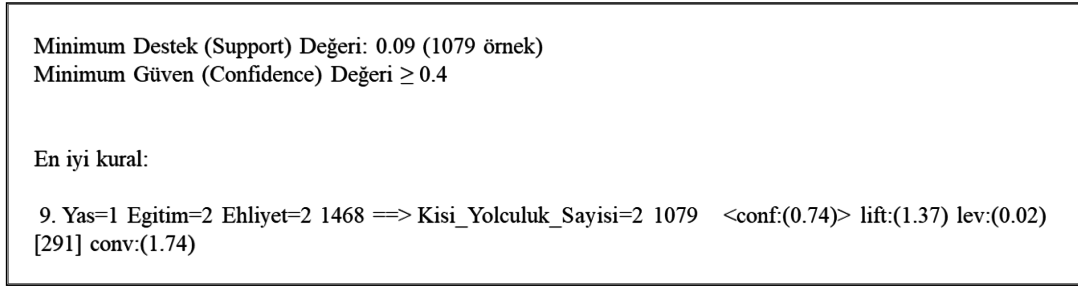 Minimum Destek (Support) Değeri: 0.09 (1079 örnek)
Minimum Güven (Confidence) Değeri ≥ 0.4
En iyi kural:
9. Yas=1 Egitim=2 Ehliyet=2 1468 ==> Kisi_Yolculuk_Sayisi=2 1079 <conf:(0.74)> lift:(1.37) lev:(0.02)
[291] conv:(1.74)